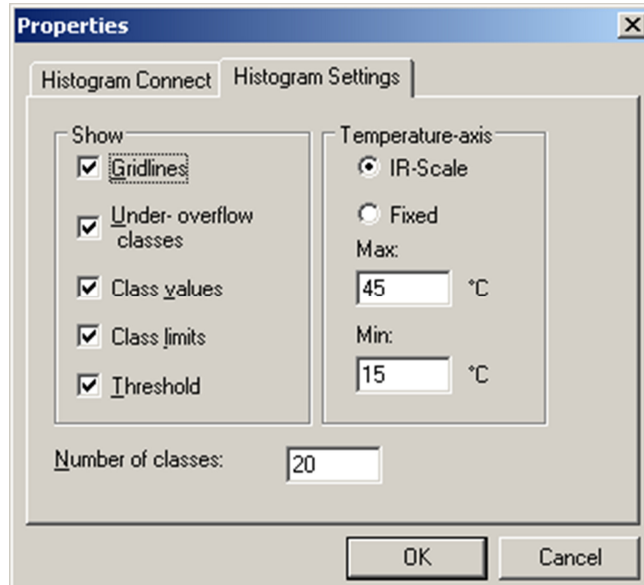 Properties
Histogram Connect
Histogram Settings
Show
Gridlines
Under- overflow
classes
Class values
Class limits
Threshold
Temperature-axis
IR-Scale
Fixed
Max:
45 °C
Min:
15 °C
Number of classes: 20
OK
Cancel